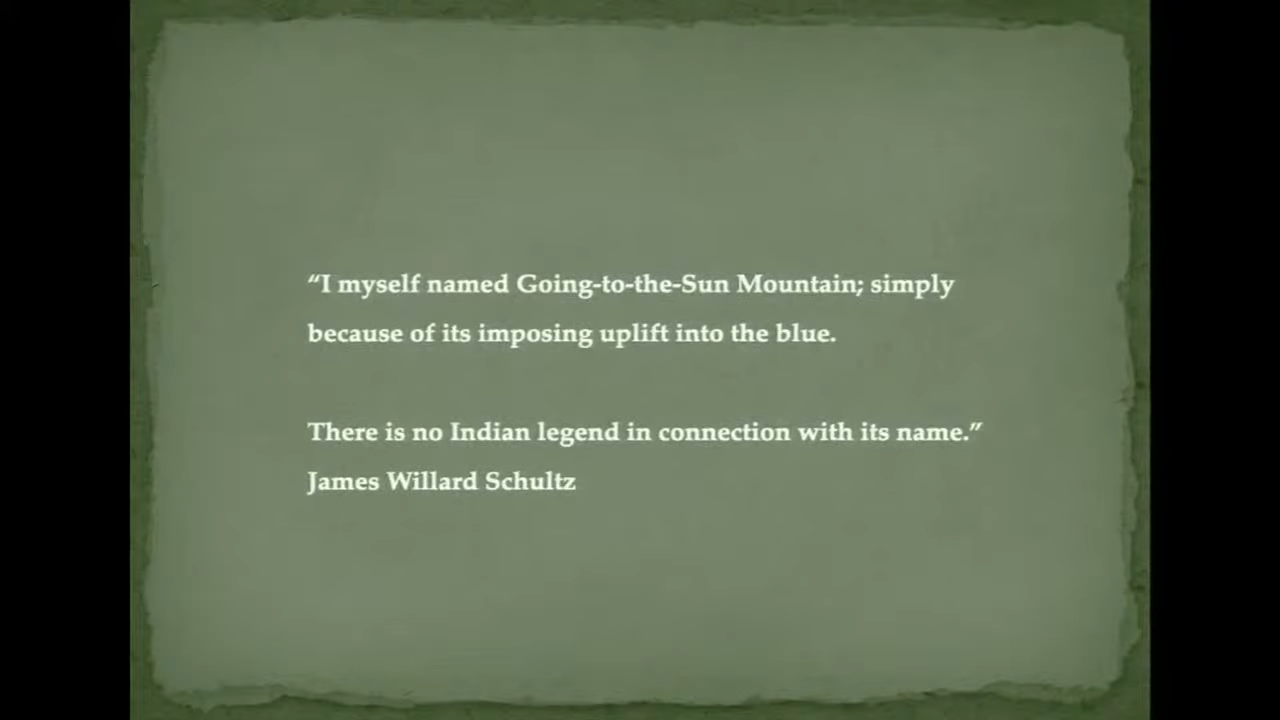 “I myself named Going-to-the-Sun Mountain; simply
because of its imposing uplift into the blue.
There is no Indian legend in connection with its name.”
James Willard Schultz